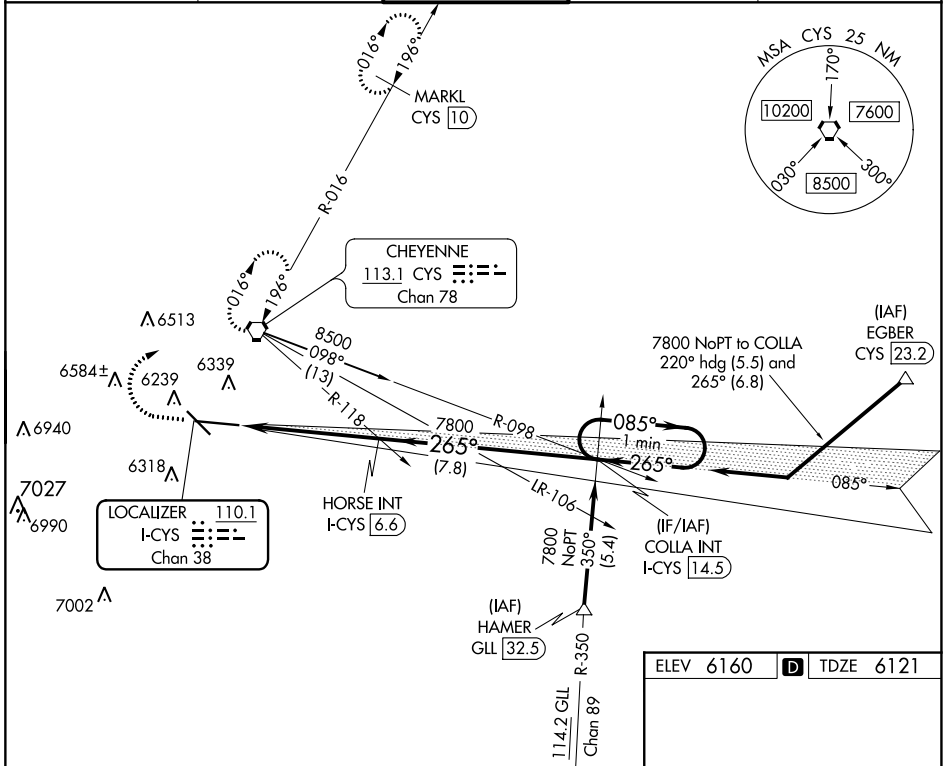 MSA CYS 25 NM
170°
10200
7600
030°
300°
8500
016°
196°
MARKL
CYS 10
R-016
016°
196°
CHEYENNE
113.1 CYS
Chan 78
6513
6584±
6339
6239
6940
6318
7027
6990
7002
8500
098°
(13)
R-118
R-098
7800
265°
(7.8)
LR-106
085°
1 min
265°
085°
7800 NoPT to COLLA
220° hdg (5.5) and
265° (6.8)
(IAF)
EGBER
CYS 23.2
LOCALIZER 110.1
I-CYS
Chan 38
HORSE INT
I-CYS 6.6
(IF/IAF)
COLLA INT
I-CYS 14.5
7800
NoPT
350°
(5.4)
(IAF)
HAMER
GLL 32.5
R-350
114.2 GLL
Chan 89
ELEV 6160 D TDZE 6121